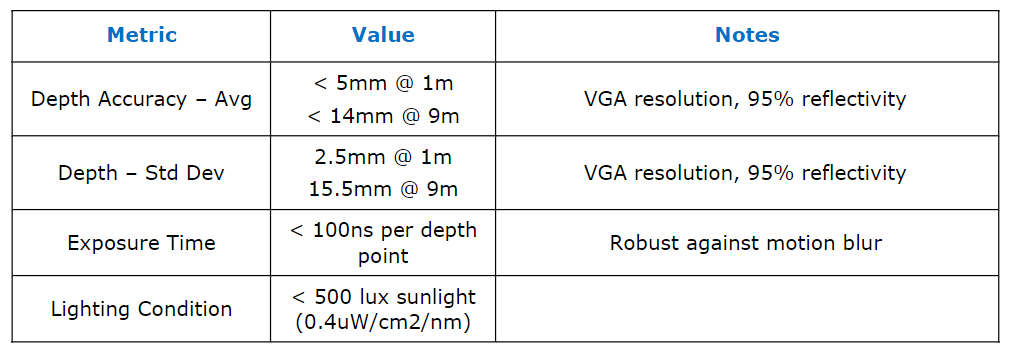 Metric Value Notes
Depth Accuracy – Avg
< 5mm @ 1m
< 14mm @ 9m
VGA resolution, 95% reflectivity
Depth – Std Dev
2.5mm @ 1m
15.5mm @ 9m
VGA resolution, 95% reflectivity
Exposure Time
< 100ns per depth
point
Robust against motion blur
Lighting Condition
< 500 lux sunlight
(0.4uW/cm2/nm)